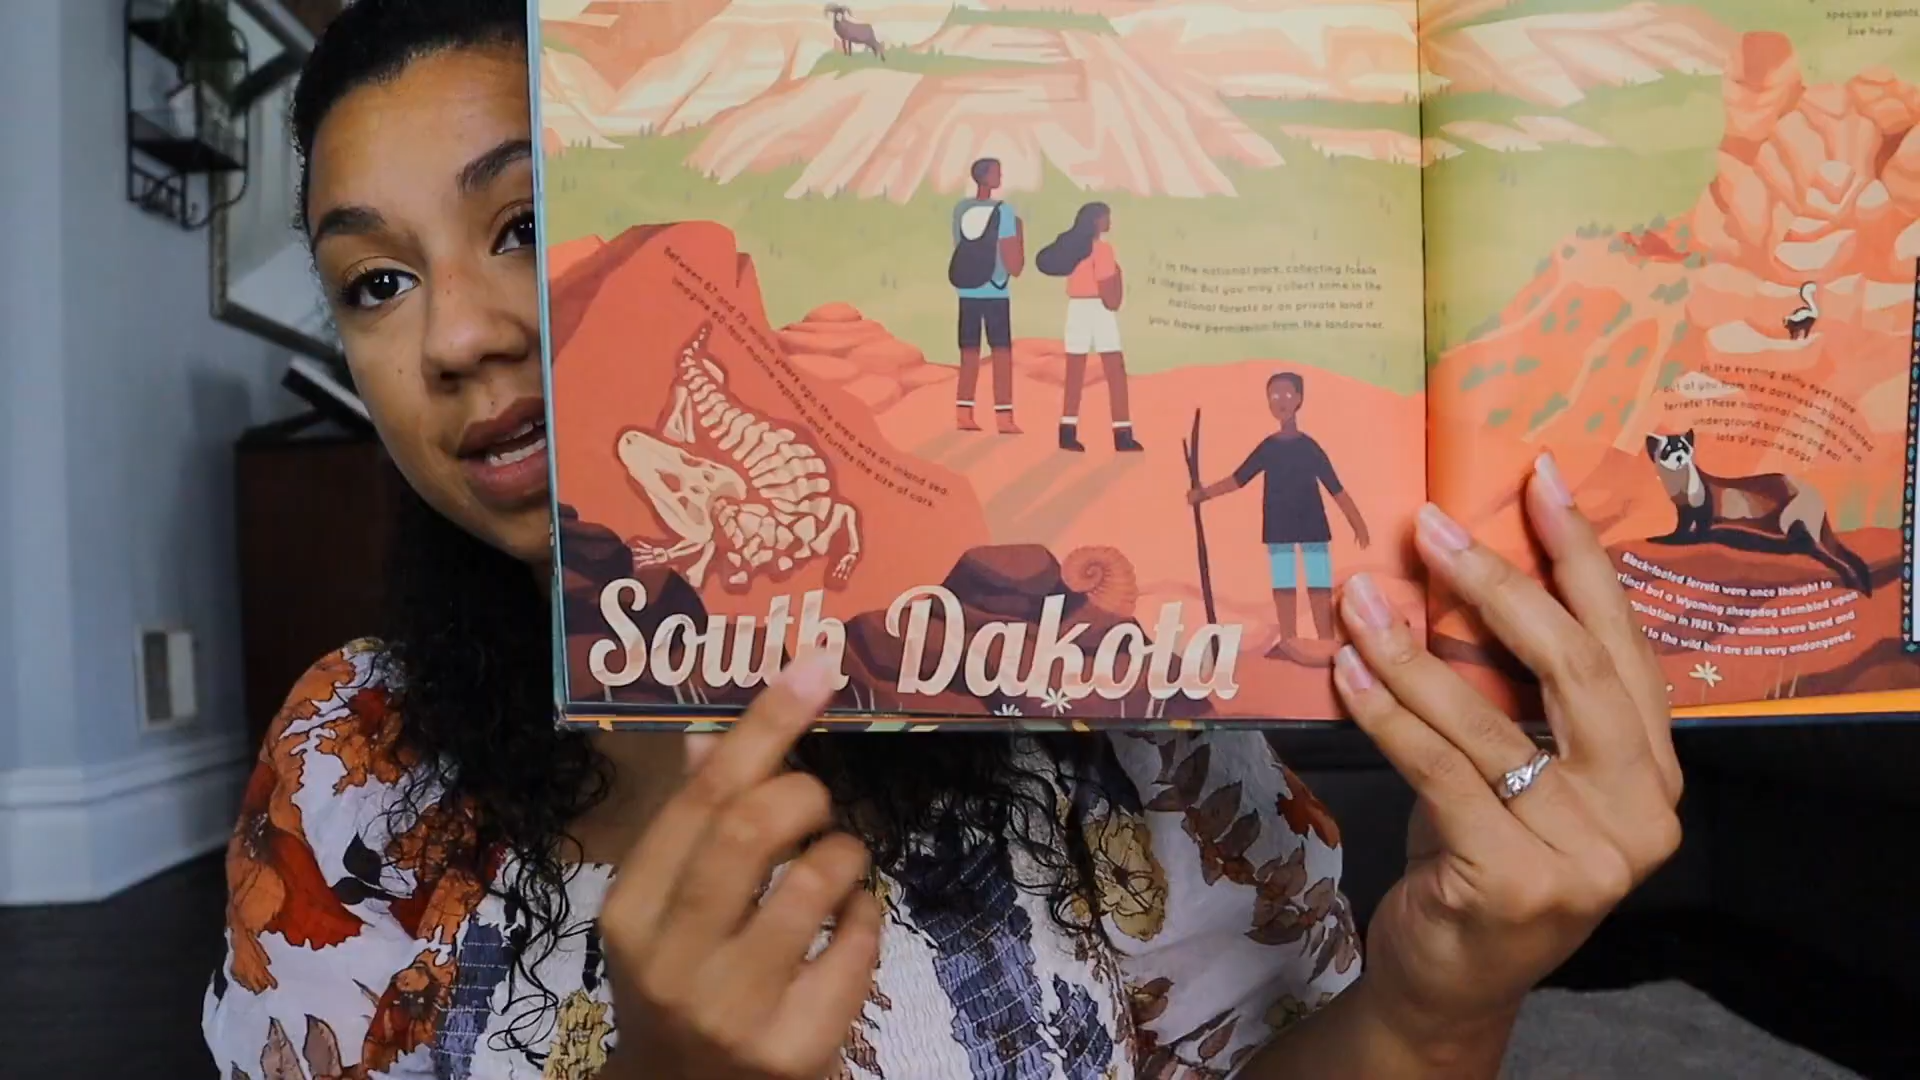 species of plants
live here.
Between 67 and 75 million years ago, the area was an inland sea.
Imagine 60-foot marine reptiles and turtles the size of cars.
In the national park, collecting fossils
is illegal. But you may collect some in the
national forests or on private land if
you have permission from the landowner.
In the evening, shiny eyes stare
out at you from the darkness—black-footed
ferrets! These nocturnal mammals live in
underground burrows and eat
lots of prairie dogs.
Black-footed ferrets were once thought to
but a Wyoming sheepdog stumbled upon
in 1981. The animals were bred and
to the wild but are still very endangered.
South Dakota